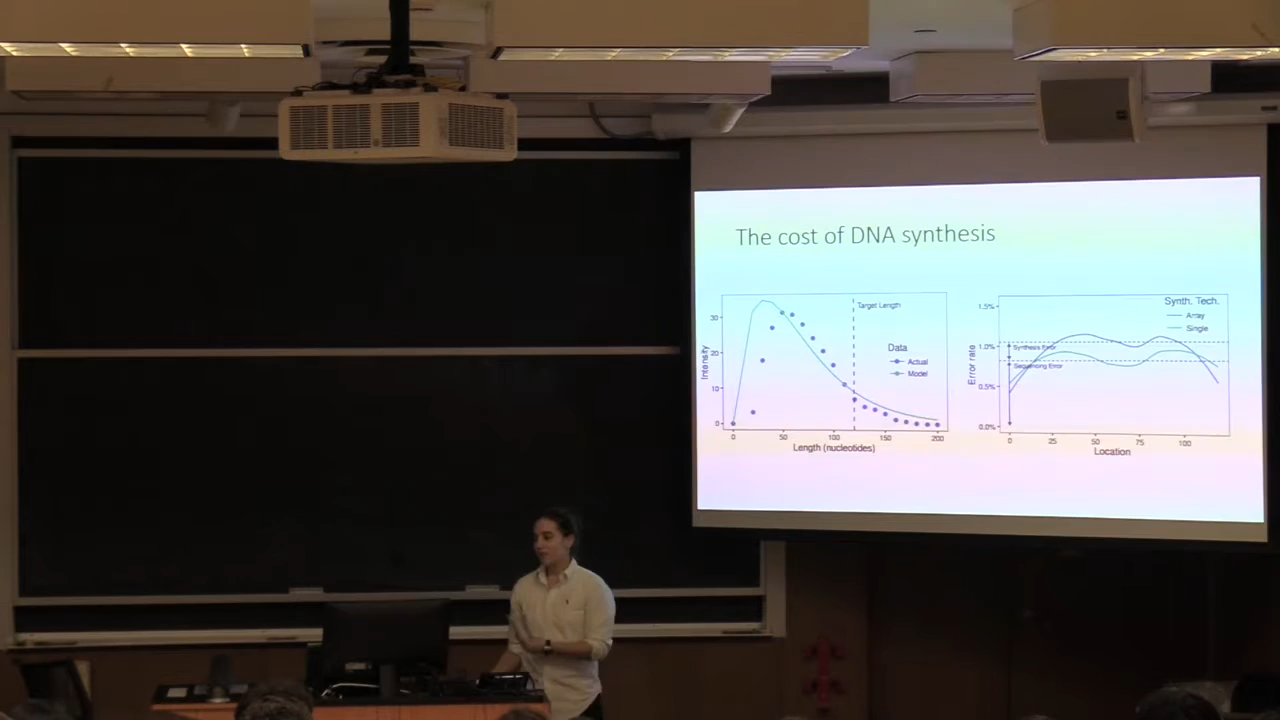 The cost of DNA synthesis
Target Length
Data
Actual
Model
Intensity
30
20
10
0
0
50
100
150
200
Length (nucleotides)
Synth. Tech.
Array
Single
Synthesis Error
Sequencing Error
Error rate
1.5%
1.0%
0.5%
0.0%
0
25
50
75
100
Location